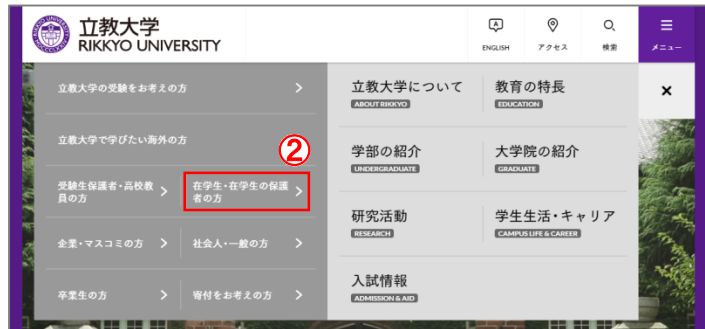 立教大学
RIKKYO UNIVERSITY
ENGLISH
アクセス
検索
メニュー
立教大学の受験をお考えの方
立教大学で学びたい海外の方
②
受験生保護者・高校教
員の方
在学生・在学生の保護
者の方
企業・マスコミの方
社会人・一般の方
卒業生の方
寄付をお考えの方
立教大学について
ABOUT RIKKYO
教育の特長
EDUCATION
学部の紹介
UNDERGRADUATE
大学院の紹介
GRADUATE
研究活動
RESEARCH
学生生活・キャリア
CAMPUS LIFE & CAREER
入試情報
ADMISSION & AID